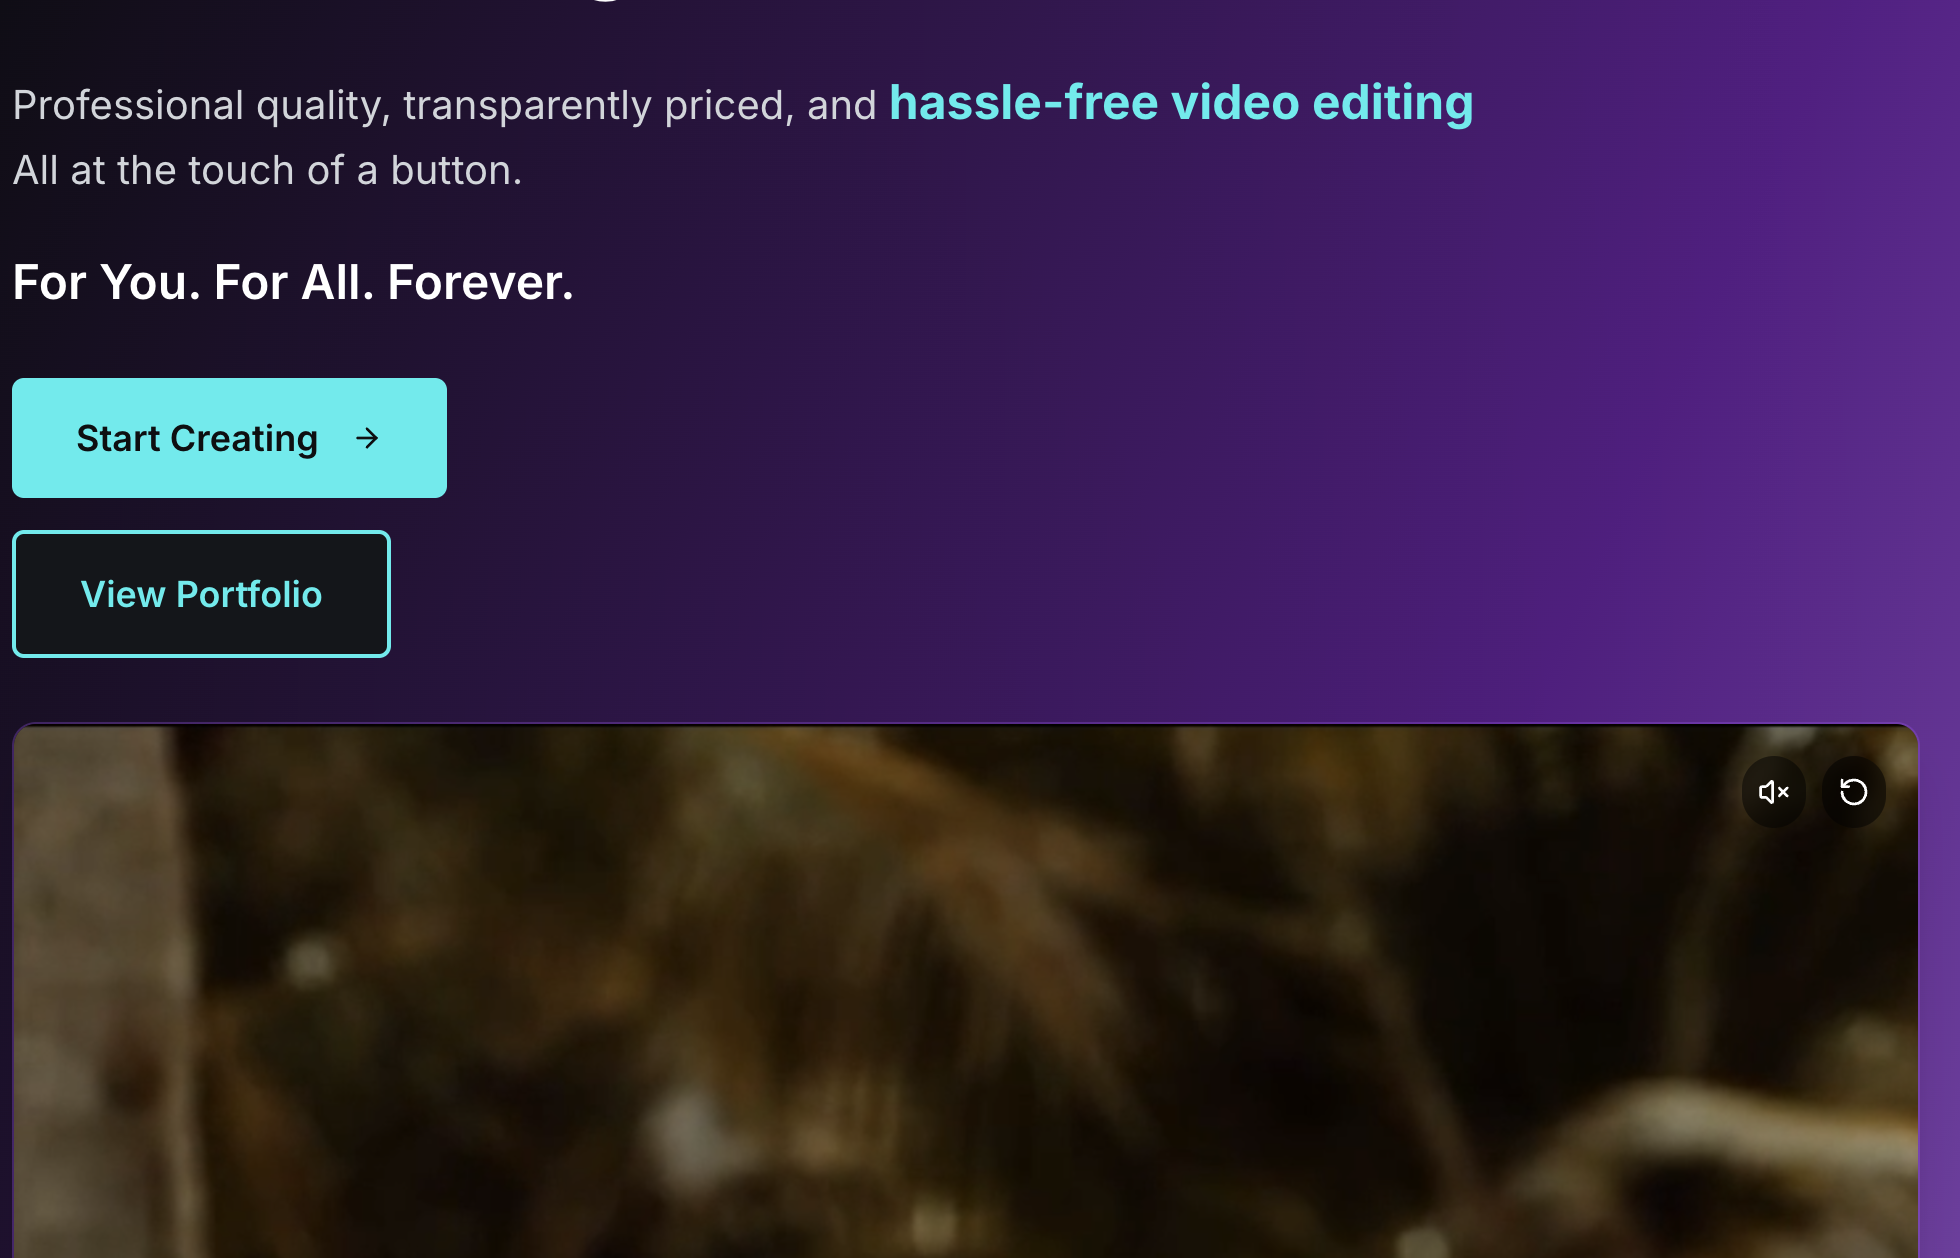 Professional quality, transparently priced, and hassle-free video editing
All at the touch of a button.
For You. For All. Forever.
Start Creating
View Portfolio